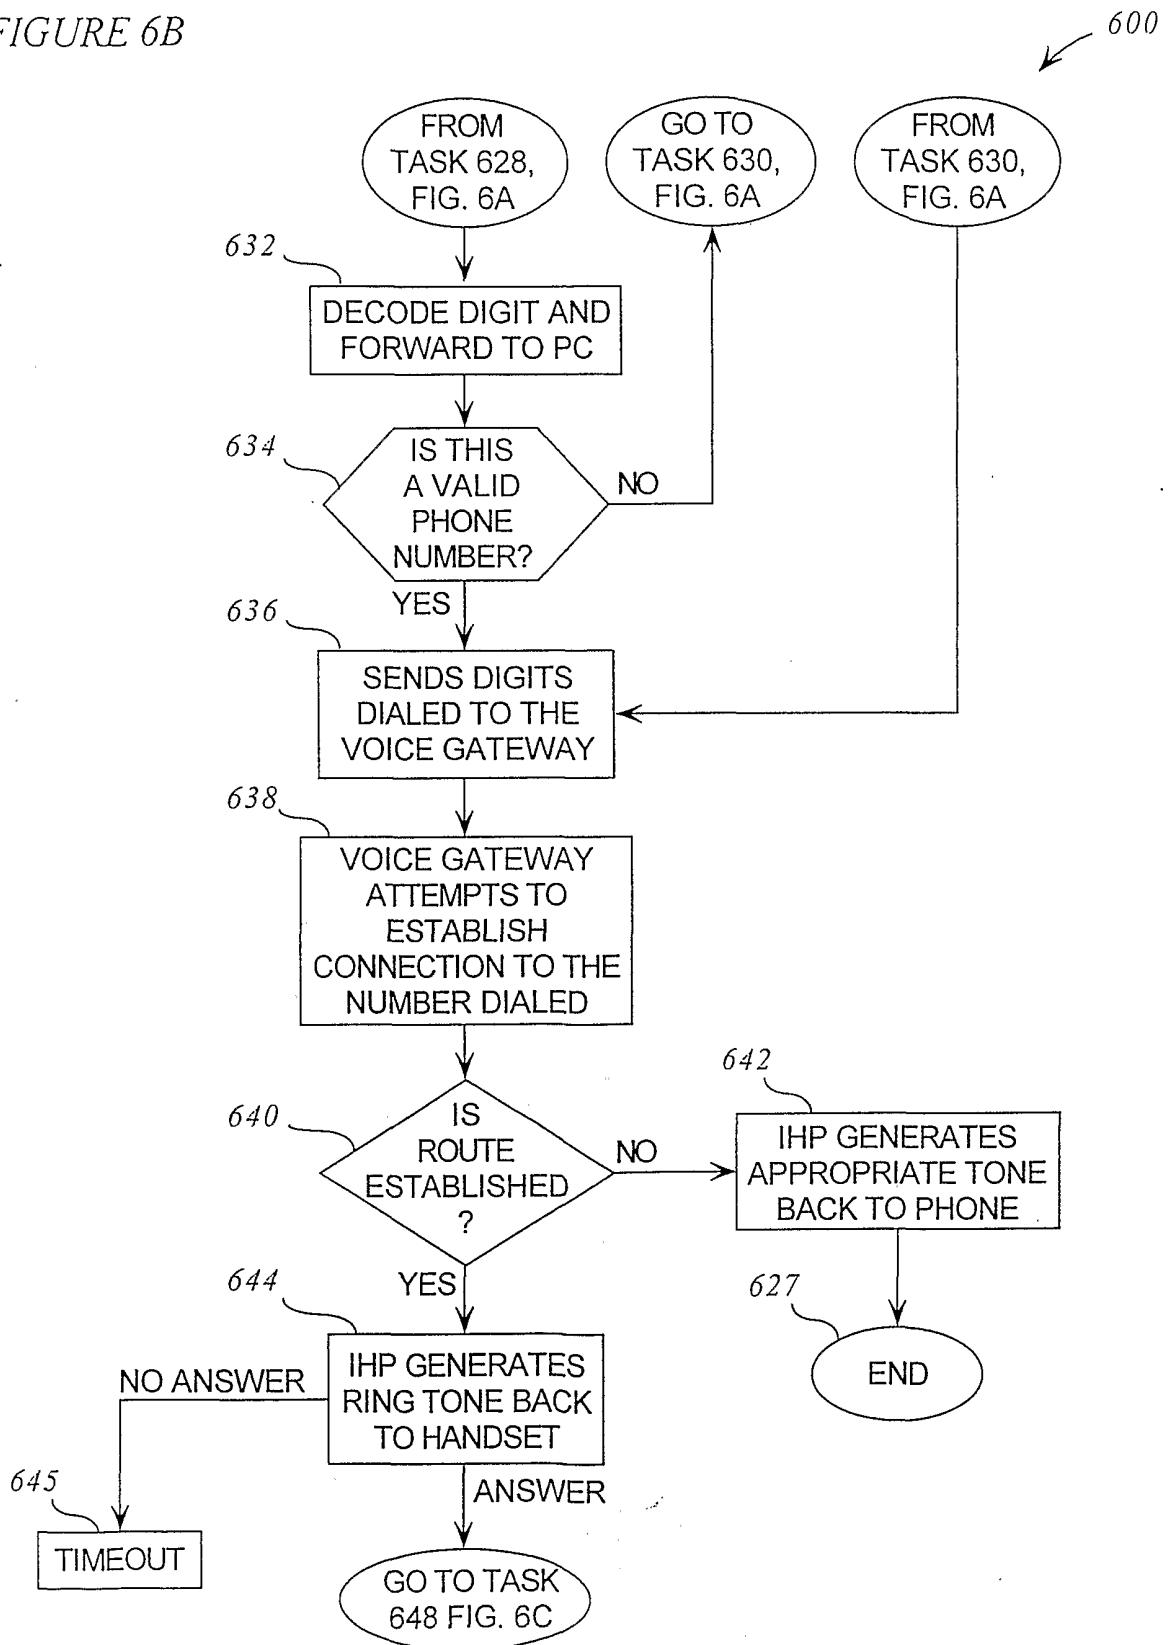 FIGURE 6B
600
FROM
TASK 628,
FIG. 6A
GO TO
TASK 630,
FIG. 6A
FROM
TASK 630,
FIG. 6A
632
DECODE DIGIT AND
FORWARD TO PC
634
IS THIS
A VALID
PHONE
NUMBER?
NO
YES
636
SENDS DIGITS
DIALED TO THE
VOICE GATEWAY
638
VOICE GATEWAY
ATTEMPTS TO
ESTABLISH
CONNECTION TO THE
NUMBER DIALED
640
IS
ROUTE
ESTABLISHED
?
NO
642
IHP GENERATES
APPROPRIATE TONE
BACK TO PHONE
627
END
YES
644
IHP GENERATES
RING TONE BACK
TO HANDSET
NO ANSWER
645
TIMEOUT
ANSWER
GO TO TASK
648 FIG. 6C